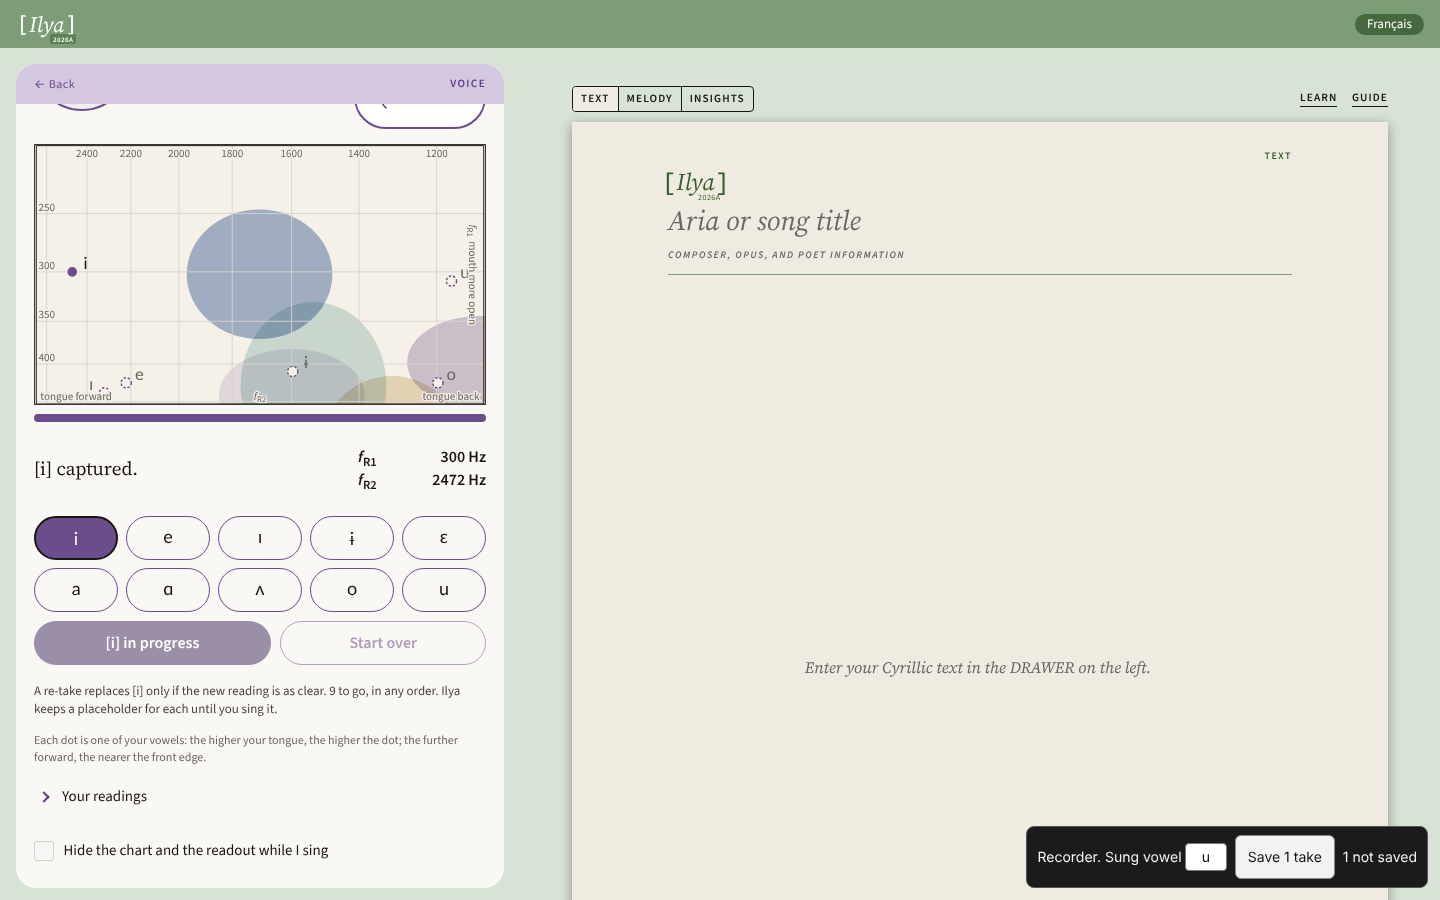 [Ilya]
2026A
Français
← Back
VOICE
TEXT
MELODY
INSIGHTS
LEARN
GUIDE
2400 2200 2000 1800 1600 1400 1200
250
300
350
400
i
u
fR1 mouth more open
ɨ
ɪ
e
o
tongue forward
fR2
tongue back
[i] captured.
fR1 300 Hz
fR2 2472 Hz
i e ɪ ɨ ɛ
a ɑ ʌ o u
[i] in progress
Start over
A re-take replaces [i] only if the new reading is as clear. 9 to go, in any order. Ilya
keeps a placeholder for each until you sing it.
Each dot is one of your vowels: the higher your tongue, the higher the dot; the further
forward, the nearer the front edge.
Your readings
Hide the chart and the readout while I sing
TEXT
[Ilya]
2026A
Aria or song title
COMPOSER, OPUS, AND POET INFORMATION
Enter your Cyrillic text in the DRAWER on the left.
Recorder. Sung vowel u Save 1 take 1 not saved